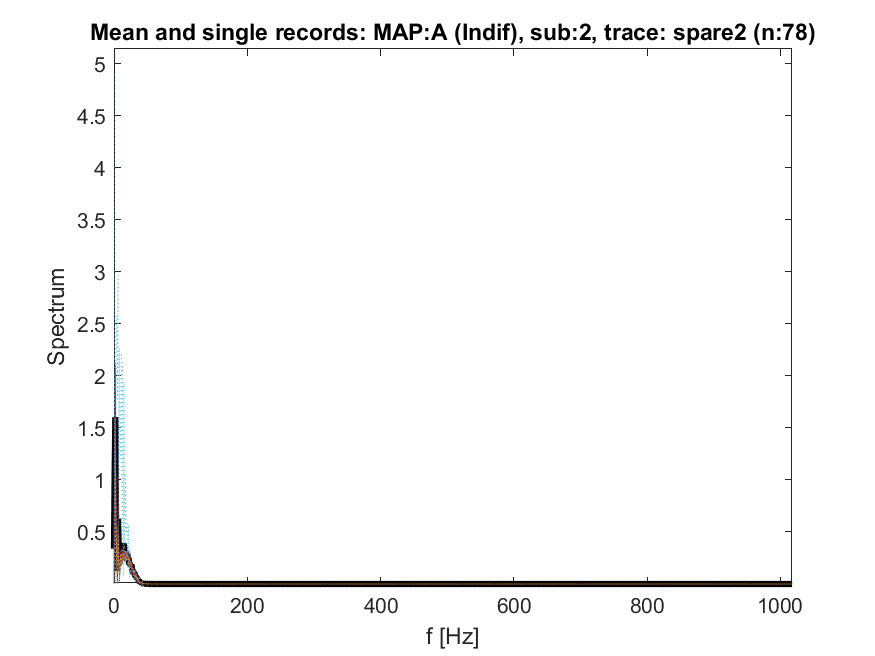 Mean and single records: MAP:A (Indif), sub:2, trace: spare2 (n:78)
5
4.5
4
3.5
3
2.5
2
1.5
1
0.5
Spectrum
0 200 400 600 800 1000
f [Hz]